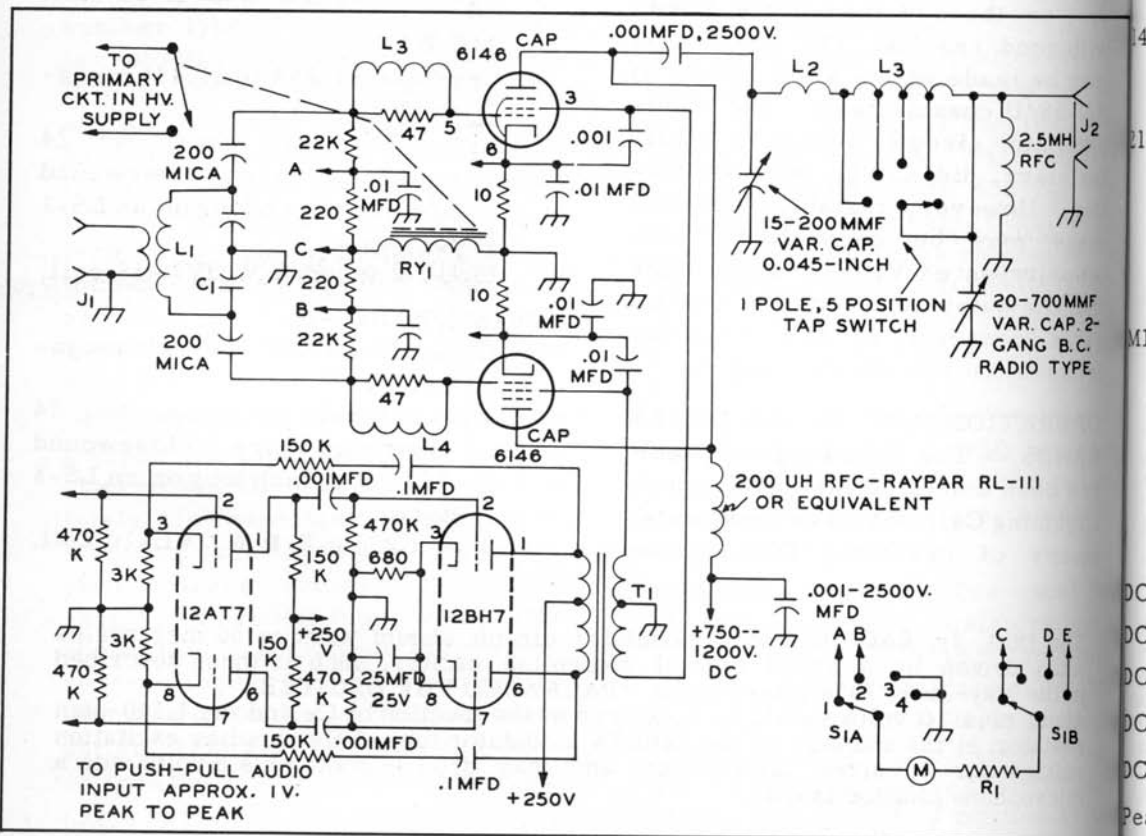 L3
6146
CAP
.001MFD, 2500V.
TO
PRIMARY
CKT. IN HV.
SUPPLY
47
5
3
.001
L2
L3
J2
2.5MH
RFC
200
MICA
22K
A
.01
MFD
8
10
.01 MFD
220
C
RY1
L1
C1
J1
220
B
22K
10
.01
MFD
.01
MFD
15-200MMF
VAR. CAP.
0.045-INCH
1 POLE, 5 POSITION
TAP SWITCH
20-700MMF
VAR. CAP. 2-
GANG B.C.
RADIO TYPE
200
MICA
47
L4
CAP
6146
150K
.001MFD
.1MFD
200 UH RFC-RAYPAR RL-111
OR EQUIVALENT
470
K
3
2
3K
12AT7
3K
470
K
8
7
6
150
K
+250
V
150
K
470K
680
470
K
25MFD
25V.
3
2
1
12BH7
8
7
6
T1
.001-2500V.
MFD
+750--
1200V.
DC
150K
.001MFD
.1MFD
+250V
TO PUSH-PULL AUDIO
INPUT APPROX. 1V.
PEAK TO PEAK
A
B
C
D
E
1
2
3
4
S1A
S1B
M
R1